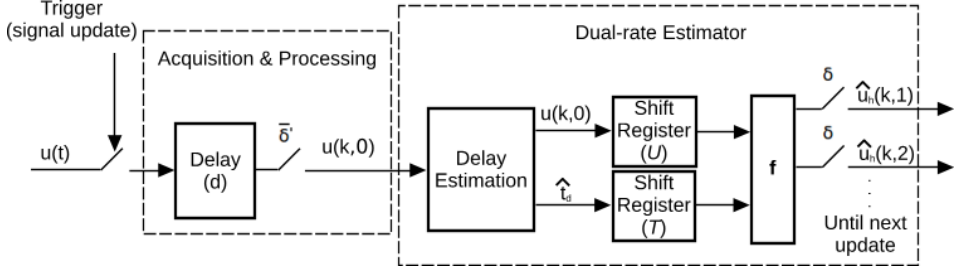 Trigger
(signal update)
Acquisition & Processing
Dual-rate Estimator
u(t)
Delay
(d)
δ̅'
u(k,0)
Delay
Estimation
u(k,0)
t̂d
Shift
Register
(U)
Shift
Register
(T)
f
δ
ûh(k,1)
δ
ûh(k,2)
.
.
.
Until next
update